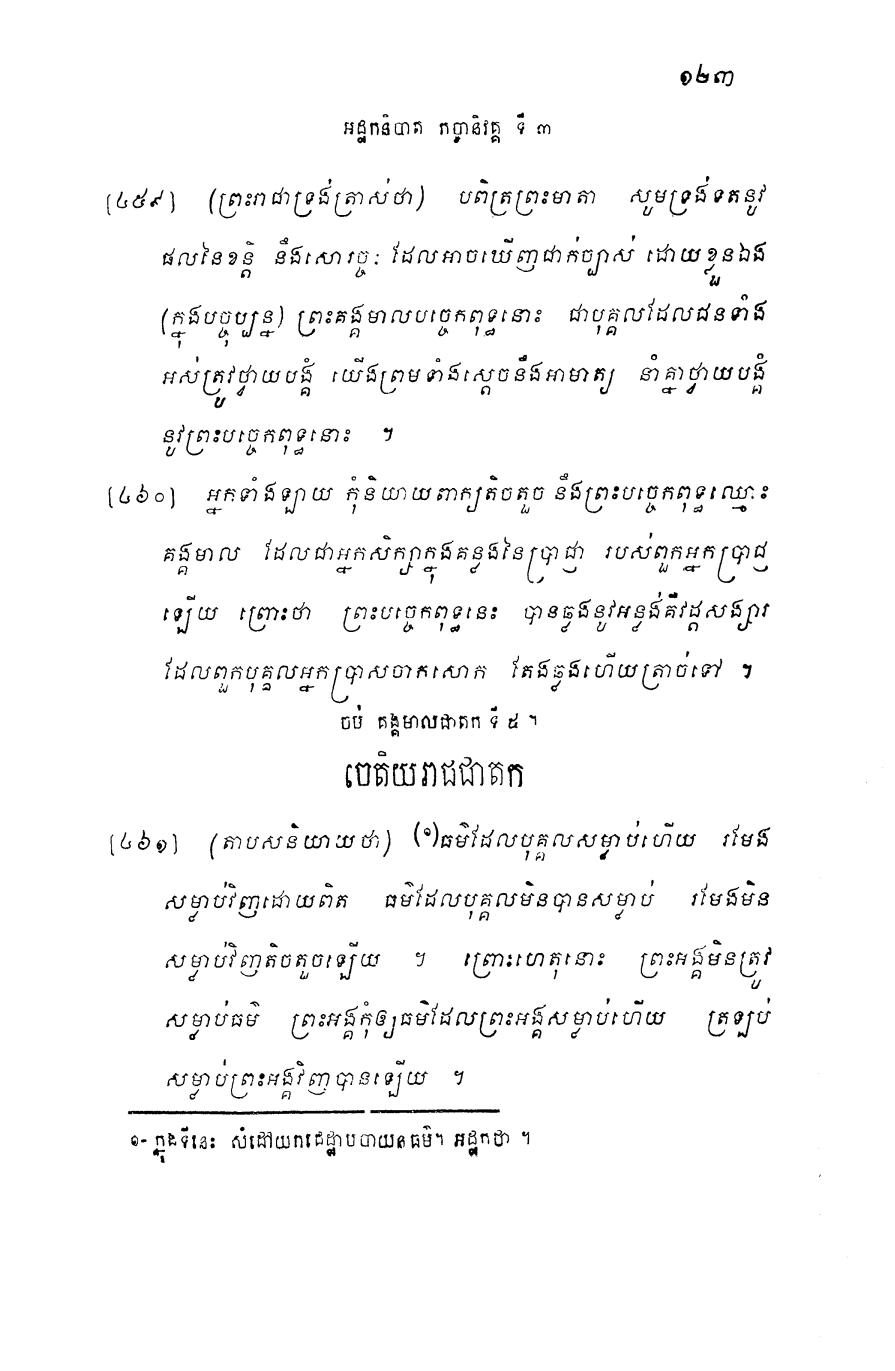 ១២៣
អដ្ឋកនិបាត កច្ចានិវគ្គ ទី ៣
[៤៥៩] (ព្រះរាជាទ្រង់ត្រាស់ថា) បពិត្រព្រះមាតា សូមទ្រង់ទតនូវ
ផលនៃខន្តិ នឹងសោរច្ចៈ ដែលអាចឃើញជាក់ច្បាស់ ដោយខ្លួនឯង
(ក្នុងបច្ចុប្បន្ន) ព្រះគង្គមាលបច្ចេកពុទ្ធនោះ ជាបុគ្គលដែលជនទាំង
អស់ត្រូវថ្វាយបង្គំ យើងព្រមទាំងស្តេចនឹងអាមាត្យ នាំគ្នាថ្វាយបង្គំ
នូវព្រះបច្ចេកពុទ្ធនោះ ។
[៤៦០] អ្នកទាំងឡាយ កុំនិយាយពាក្យតិចតួច នឹងព្រះបច្ចេកពុទ្ធឈ្មោះ
គង្គមាល ដែលជាអ្នកសិក្សាក្នុងគន្លងនៃប្រាជ្ញា របស់ពួកអ្នកប្រាជ្ញ
ឡើយ ព្រោះថា ព្រះបច្ចេកពុទ្ធនេះ បានឆ្លងនូវអន្លង់គឺវដ្តសង្សារ
ដែលពួកបុគ្គលអ្នកប្រាសចាកសោក តែងឆ្លងហើយត្រាច់ទៅ ។
ចប់ គង្គមាលជាតក ទី ៥ ។
ចេតិយរាជជាតក
[៤៦១] (តាបសនិយាយថា) (១)ធម៌ដែលបុគ្គលសម្លាប់ហើយ រមែង
សម្លាប់វិញដោយពិត ធម៌ដែលបុគ្គលមិនបានសម្លាប់ រមែងមិន
សម្លាប់វិញតិចតួចឡើយ ។ ព្រោះហេតុនោះ ព្រះអង្គមិនត្រូវ
សម្លាប់ធម៌ ព្រះអង្គកុំឲ្យធម៌ដែលព្រះអង្គសម្លាប់ហើយ ត្រឡប់
សម្លាប់ព្រះអង្គវិញបានឡើយ ។
១- ក្នុងទីនេះ សំដៅយកជេដ្ឋាបចាយនធម៌។ អដ្ឋកថា ។